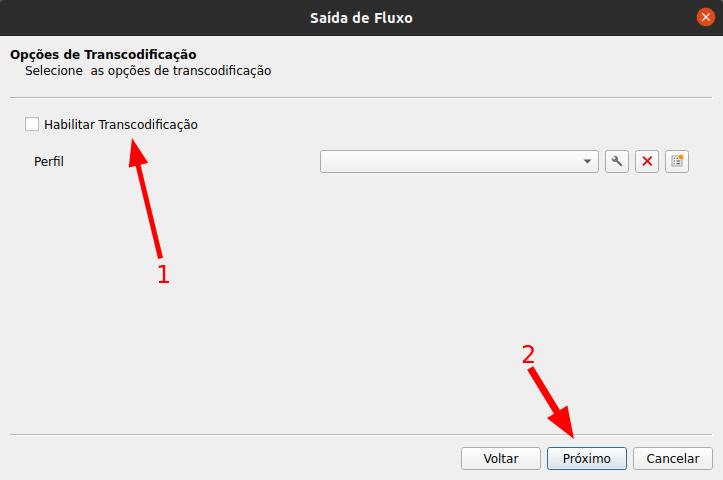 Saída de Fluxo
Opções de Transcodificação
Selecione as opções de transcodificação
Habilitar Transcodificação
Perfil
1
2
Voltar
Próximo
Cancelar